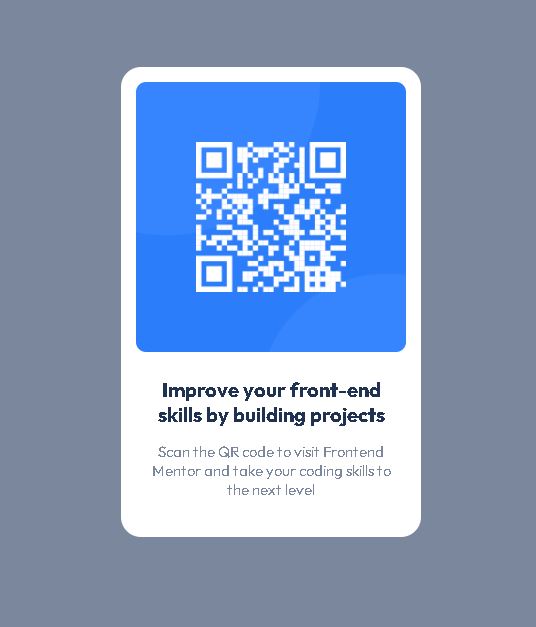 Improve your front-end
skills by building projects
Scan the QR code to visit Frontend
Mentor and take your coding skills to
the next level